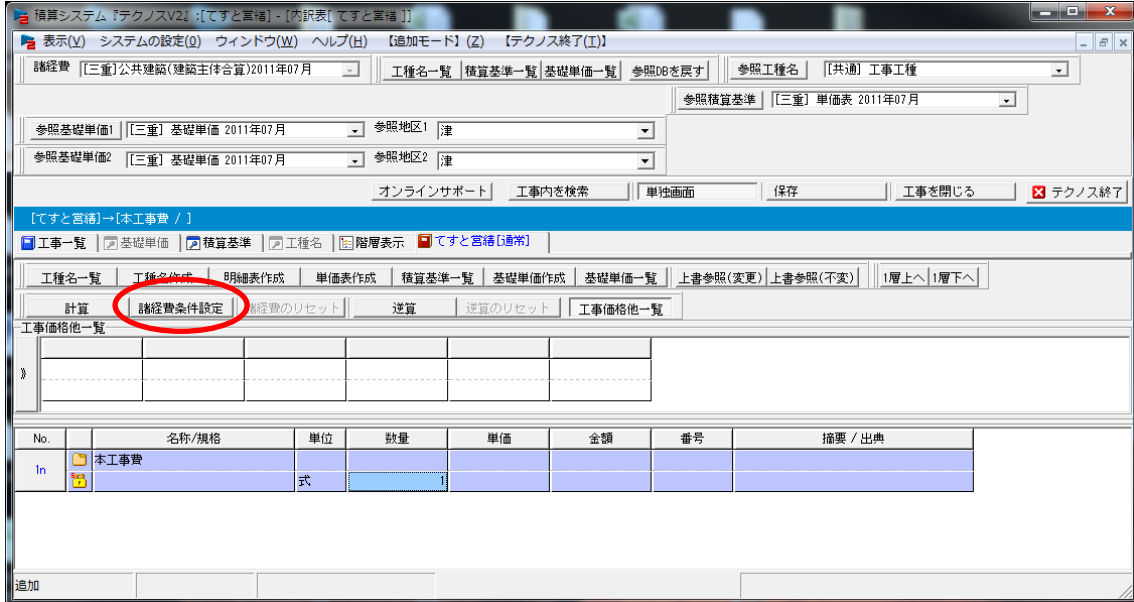 積算システム『テクノスV2』:[てすと営繕] - [内訳表[ てすと営繕 ]]
表示(V) システムの設定(0) ウィンドウ(W) ヘルプ(H) 【追加モード】(Z) 【テクノス終了(I)】
諸経費 [三重]公共建築(建築主体合算)2011年07月 工種名一覧 積算基準一覧 基礎単価一覧 参照DBを戻す 参照工種名 [共通] 工事工種
参照積算基準 [三重] 単価表 2011年07月
参照基礎単価1 [三重] 基礎単価 2011年07月 参照地区1 津
参照基礎単価2 [三重] 基礎単価 2011年07月 参照地区2 津
オンラインサポート 工事内を検索 単独画面 保存 工事を閉じる テクノス終了
[てすと営繕]→[本工事費 / ]
工事一覧 基礎単価 積算基準 工種名 階層表示 てすと営繕[通常]
工種名一覧 工種名作成 明細表作成 単価表作成 積算基準一覧 基礎単価作成 基礎単価一覧 上書参照(変更) 上書参照(不変) 1層上へ 1層下へ
計算 諸経費条件設定 諸経費のリセット 逆算 逆算のリセット 工事価格他一覧
工事価格他一覧
》
No. 名称/規格 単位 数量 単価 金額 番号 摘要 / 出典
1n 本工事費
式 1
追加